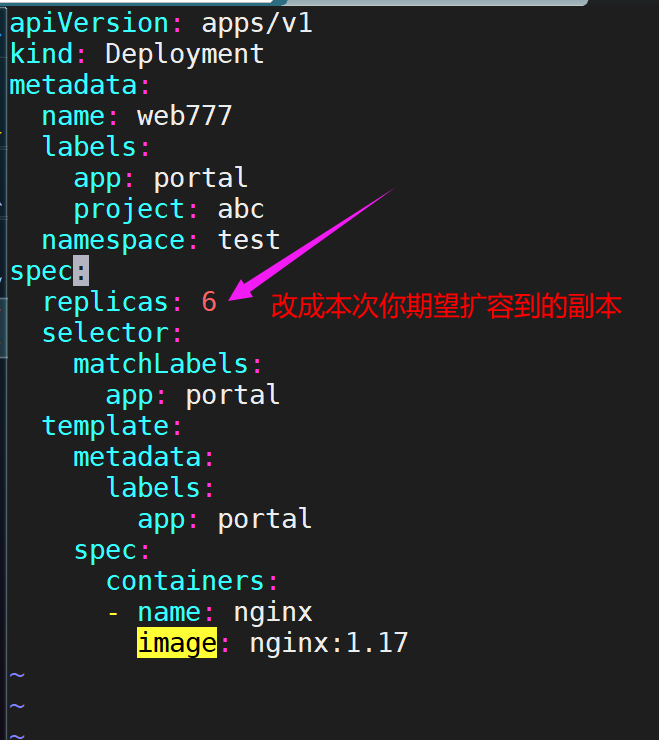 apiVersion: apps/v1
kind: Deployment
metadata:
  name: web777
  labels:
    app: portal
    project: abc
  namespace: test
spec:
  replicas: 6 改成本次你期望扩容到的副本
  selector:
    matchLabels:
      app: portal
  template:
    metadata:
      labels:
        app: portal
    spec:
      containers:
      - name: nginx
        image: nginx:1.17
~
~
~